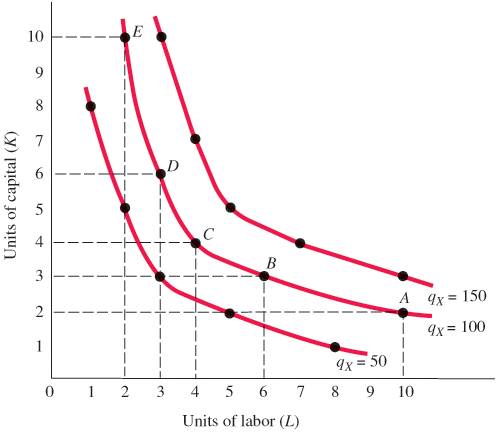 10
9
8
7
6
5
4
3
2
1
Units of capital (K)
E
D
C
B
A
qX = 150
qX = 100
qX = 50
0 1 2 3 4 5 6 7 8 9 10
Units of labor (L)